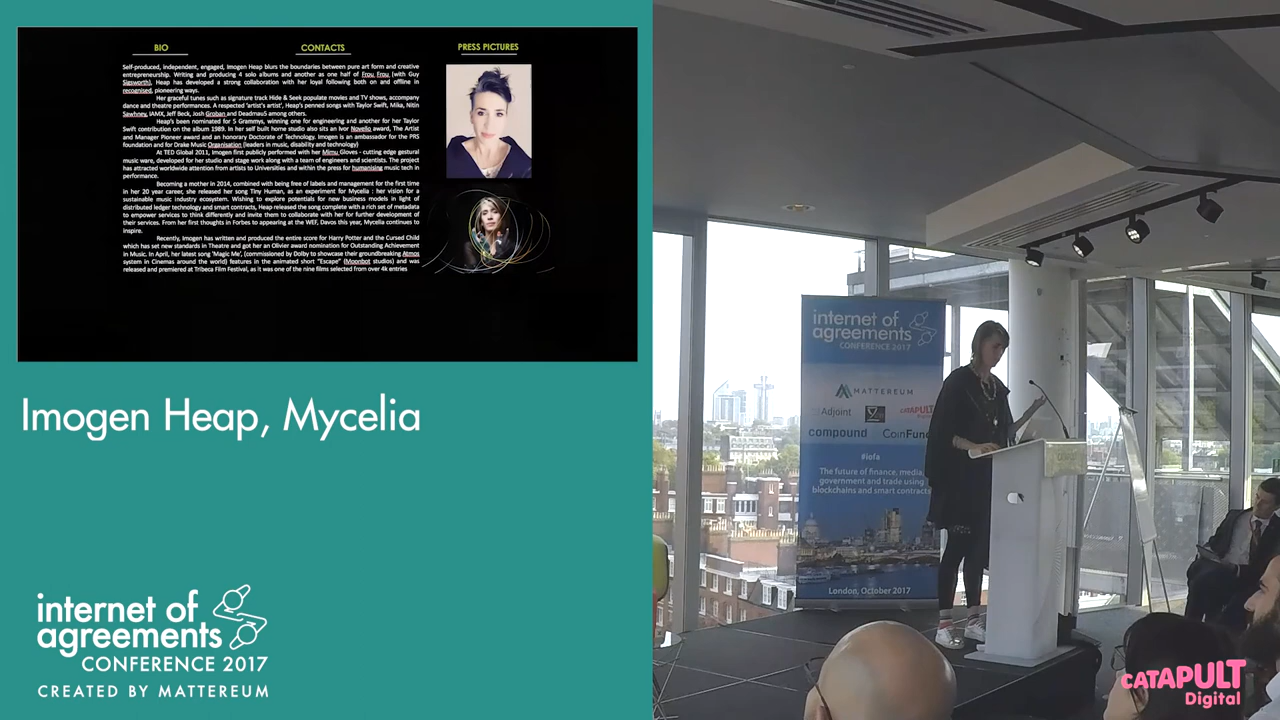 BIO
CONTACTS
PRESS PICTURES
Self-produced, independent, engaged, Imogen Heap blurs the boundaries between pure art form and creative
entrepreneurship. Writing and producing 4 solo albums and another as one half of Frou Frou (with Guy
Sigsworth), Heap has developed a strong collaboration with her loyal following both on and offline in
recognised, pioneering ways.
Her graceful tunes such as signature track Hide & Seek populate movies and TV shows, accompany
dance and theatre performances. A respected 'artist's artist', Heap's penned songs with Taylor Swift, Mika, Nitin
Sawhney, IAMX, Jeff Beck, Josh Groban and Deadmau5 among others.
Heap's been nominated for 5 Grammys, winning one for engineering and another for her Taylor
Swift contribution on the album 1989. in her self built home studio also sits an Ivor Novello award, The Artist
and Manager Pioneer award and an honorary Doctorate of Technology. Imogen is an ambassador for the PRS
foundation and for Drake Music Organisation (leaders in music, disability and technology)
At TED Global 2011, Imogen first publicly performed with her Mimu Gloves - cutting edge gestural
music ware, developed for her studio and stage work along with a team of engineers and scientists. The project
has attracted worldwide attention from artists to Universities and within the press for humanising music tech in
performance.
Becoming a mother in 2014, combined with being free of labels and management for the first time
in her 20 year career, she released her song Tiny Human, as an experiment for Mycelia : her vision for a
sustainable music industry ecosystem. Wishing to explore potentials for new business models in light of
distributed ledger technology and smart contracts, Heap released the song complete with a rich set of metadata
to empower services to think differently and invite them to collaborate with her for further development of
their services. From her first thoughts in Forbes to appearing at the WEF, Davos this year, Mycelia continues to
inspire.
Recently, Imogen has written and produced the entire score for Harry Potter and the Cursed Child
which has set new standards in Theatre and got her an Olivier award nomination for Outstanding Achievement
in Music. In April, her latest song 'Magic Me', (commissioned by Dolby to showcase their groundbreaking Atmos
system in Cinemas around the world) features in the animated short "Escape" (Moonbot studios) and was
released and premiered at Tribeca Film Festival, as it was one of the nine films selected from over 4k entries
Imogen Heap, Mycelia
internet of
agreements
CONFERENCE 2017
CREATED BY MATTEREUM
internet of
agreements
CONFERENCE 2017
MATTEREUM
Adjoint
CATAPULT
compound
CoinFund
#iofa
The future of finance, media,
government and trade using
blockchains and smart contracts
London, October 2017
CATAPULT
Digital